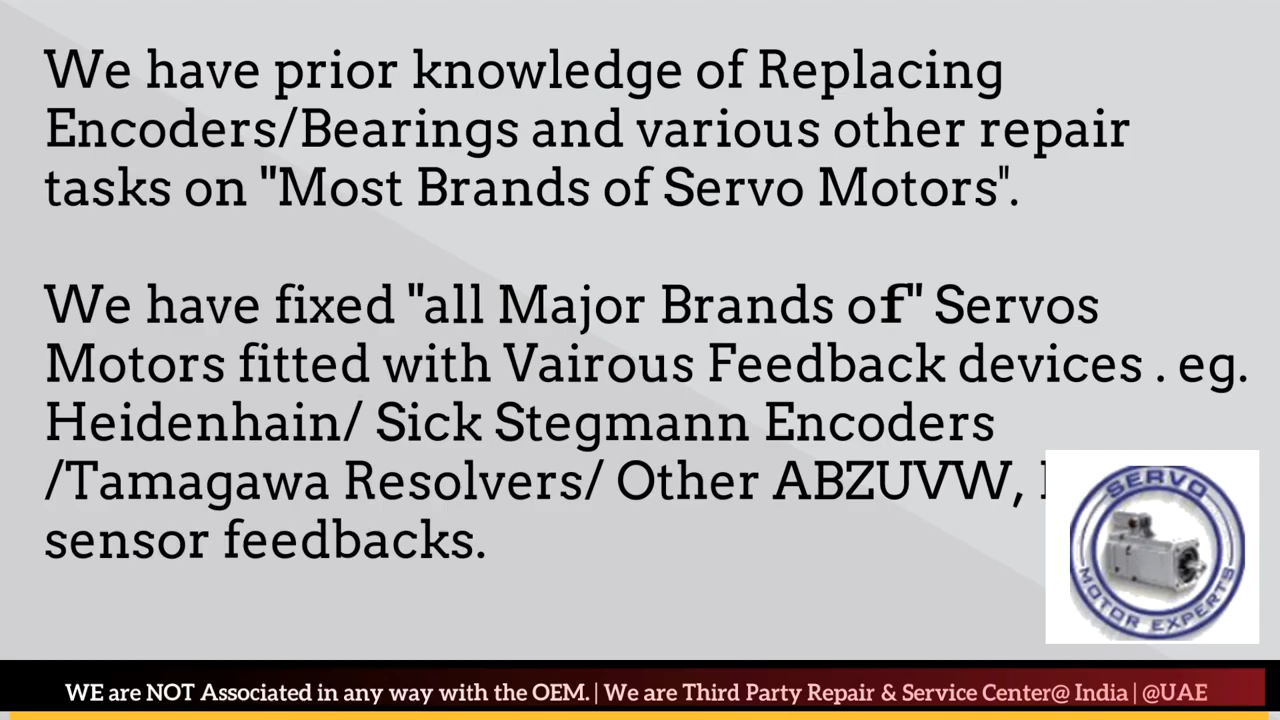 We have prior knowledge of Replacing
Encoders/Bearings and various other repair
tasks on "Most Brands of Servo Motors".
We have fixed "all Major Brands of" Servos
Motors fitted with Vairous Feedback devices . eg.
Heidenhain/ Sick Stegmann Encoders
/Tamagawa Resolvers/ Other ABZUVW,
sensor feedbacks.
SERVO
MOTOR EXPERTS
WE are NOT Associated in any way with the OEM. | We are Third Party Repair & Service Center@ India | @UAE